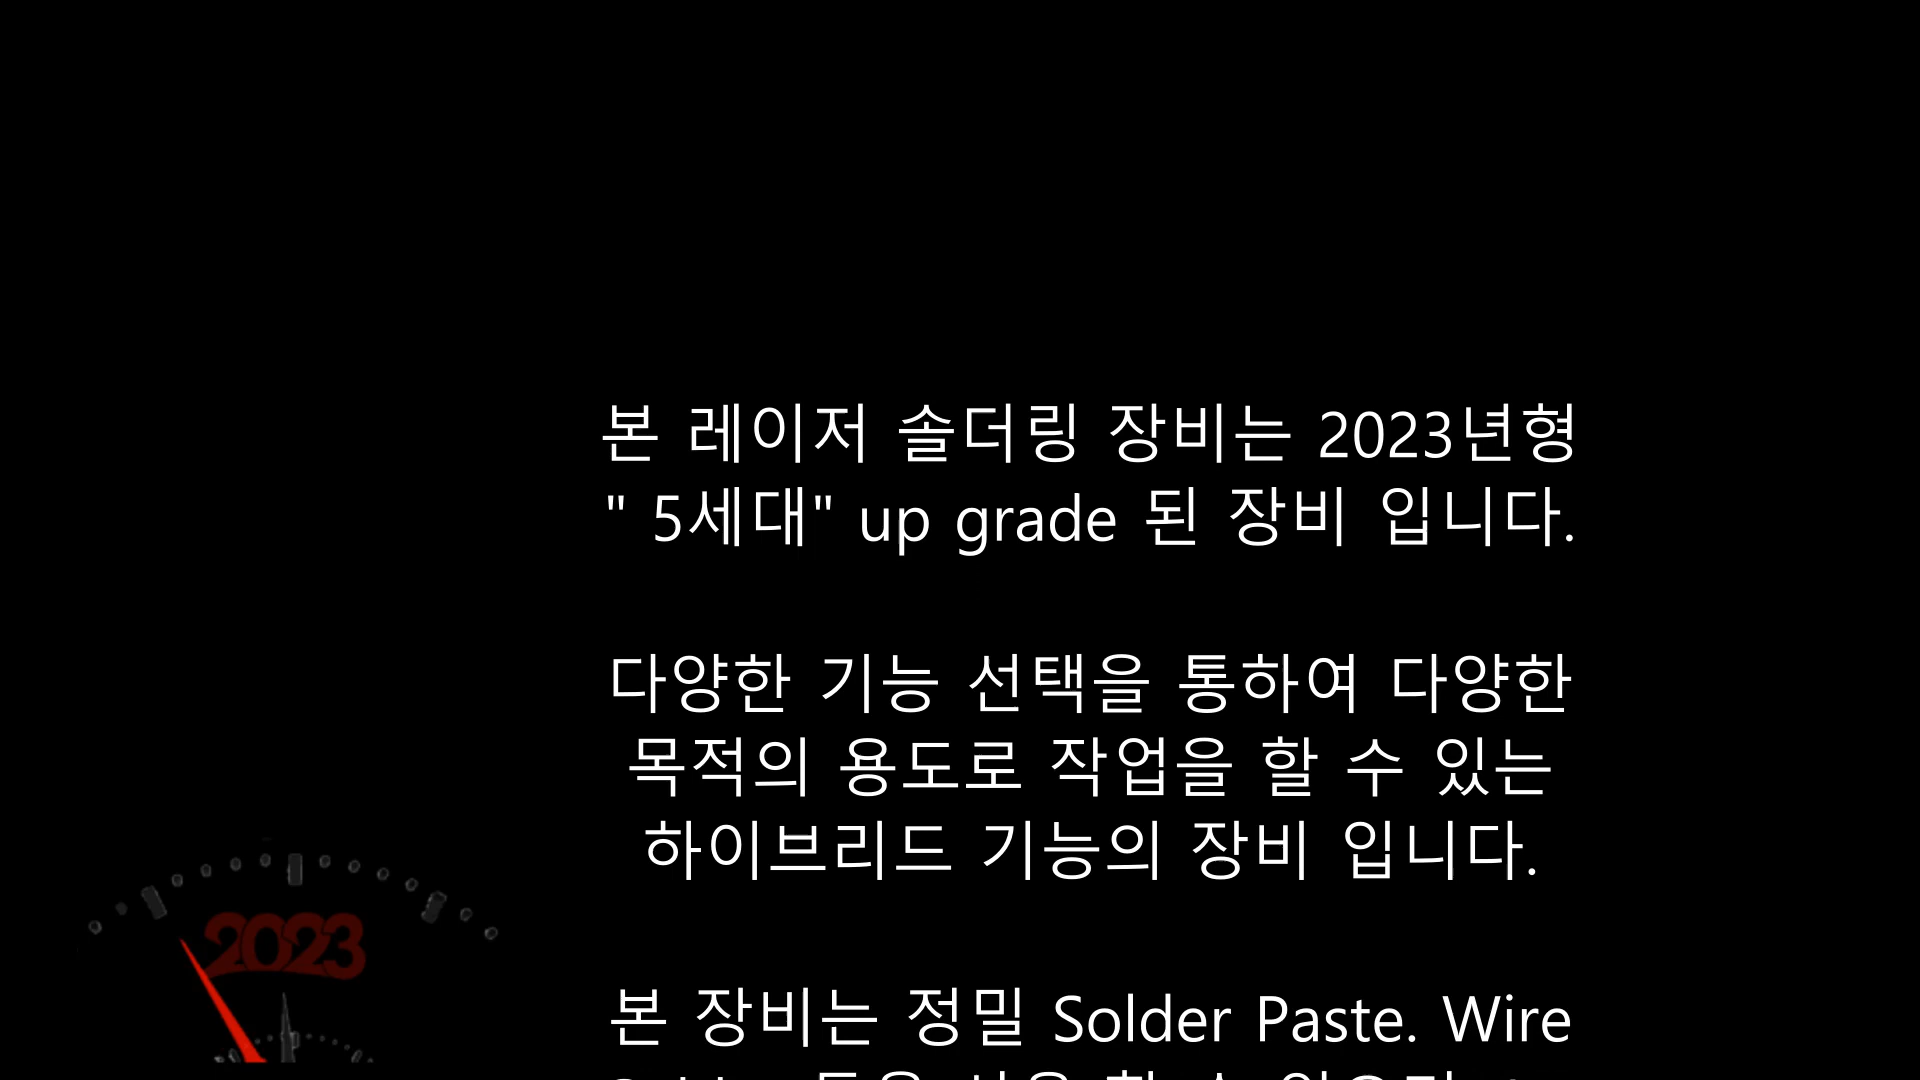 본 레이저 솔더링 장비는 2023년형
" 5세대" up grade 된 장비 입니다.
다양한 기능 선택을 통하여 다양한
목적의 용도로 작업을 할 수 있는
하이브리드 기능의 장비 입니다.
2023
본 장비는 정밀 Solder Paste. Wire